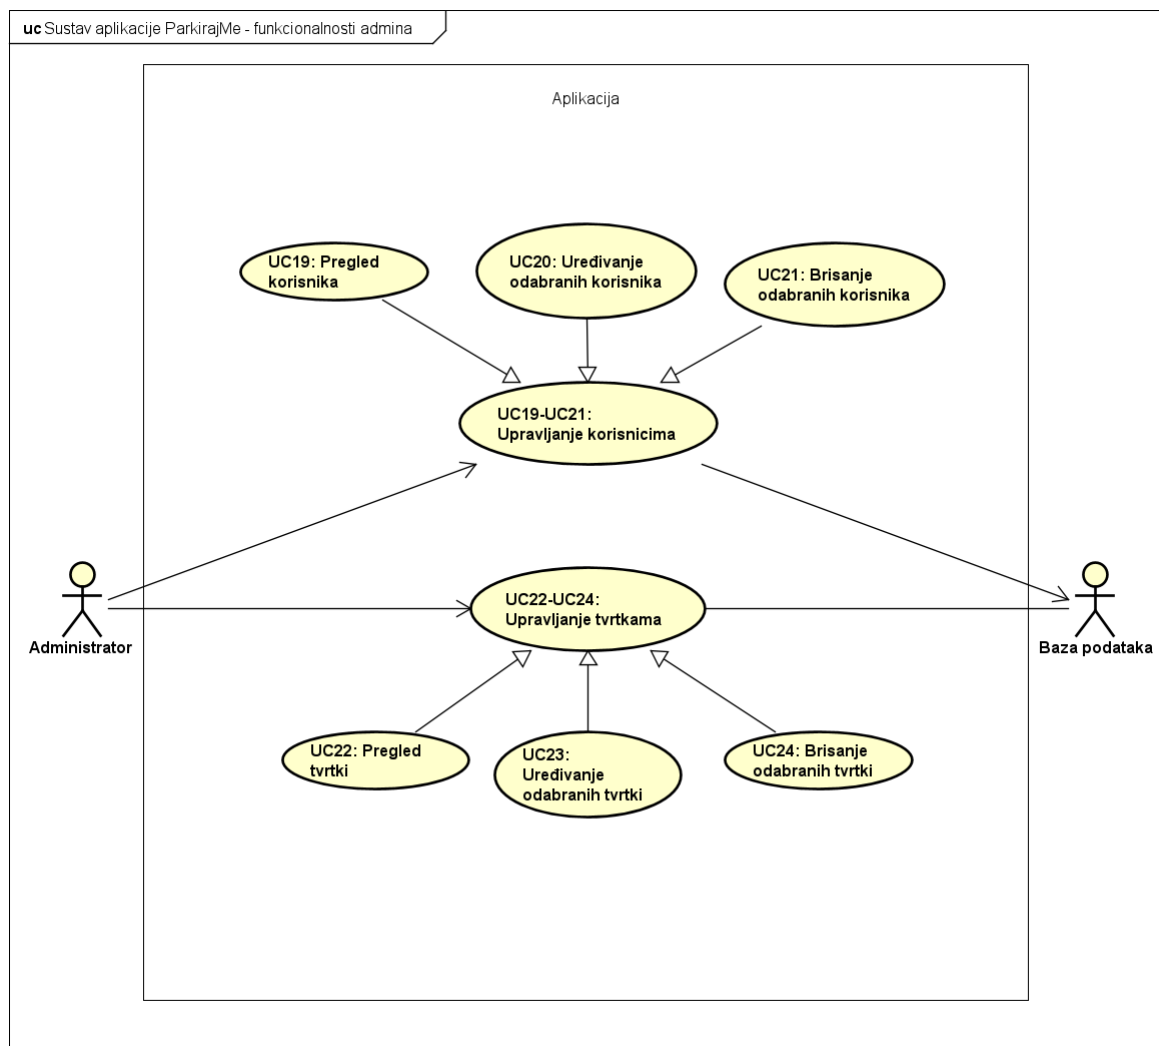 uc Sustav aplikacije ParkirajMe - funkcionalnosti admina
Aplikacija
UC19: Pregled
korisnika
UC20: Uređivanje
odabranih korisnika
UC21: Brisanje
odabranih korisnika
UC19-UC21:
Upravljanje korisnicima
Administrator
UC22-UC24:
Upravljanje tvrtkama
Baza podataka
UC22: Pregled
tvrtki
UC23:
Uređivanje
odabranih tvrtki
UC24: Brisanje
odabranih tvrtki